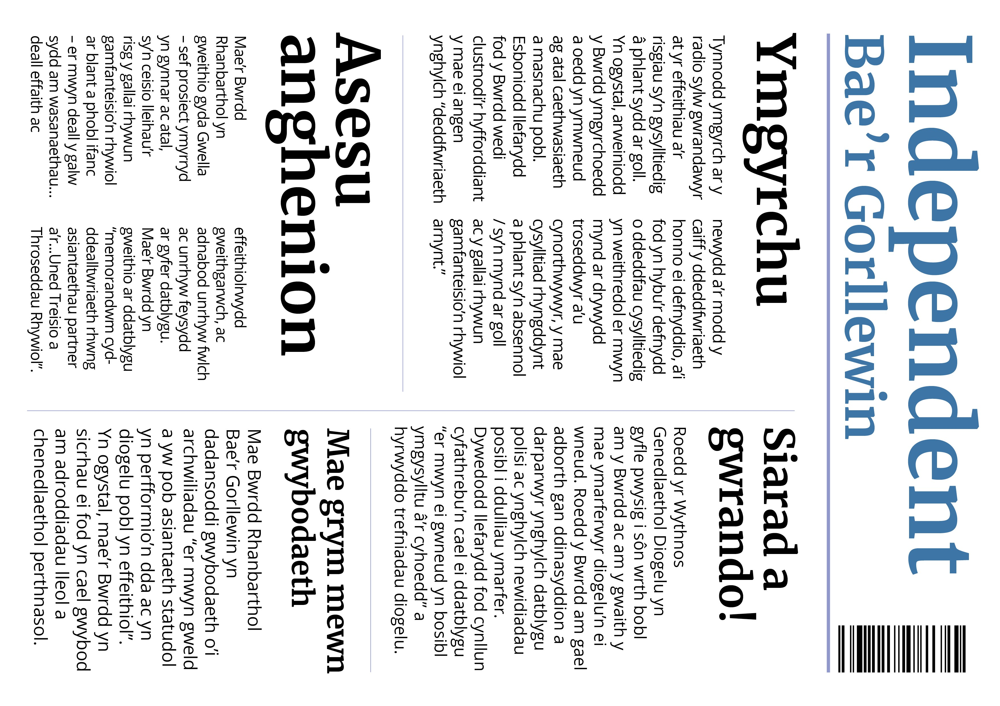 Independent
Bae’r Gorllewin
Yngyrchu
Tynnodd ymgyrch ar y
radio sylw gwrandawyr
at yr effeithiau a’r
risgiau sy’n gysylltiedig
â phlant sydd ar goll.
Yn ogystal, arweiniodd
y Bwrdd ymgyrchoedd
a oedd yn ymwneud
ag atal caethwasiaeth
a masnachu pobl.
Esboniodd llefarydd
fod y Bwrdd wedi
clustnodi’r hyfforddiant
y mae ei angen
ynghylch “deddfwriaeth
newydd a’r modd y
caiff y ddeddfwriaeth
honno ei defnyddio, a’i
fod yn hybu’r defnydd
o ddeddfau cysylltiedig
yn weithredol er mwyn
mynd ar drywydd
troseddwyr a’u
cynorthwywyr, y mae
cysylltiad rhyngddynt
a phlant sy’n absennol
/ sy’n mynd ar goll
ac y gallai rhywun
gamfanteisio’n rhywiol
arnynt.”
Asesu
anghenion
Mae’r Bwrdd
Rhanbarthol yn
gweithio gyda Gwella
– sef prosiect ymyrryd
yn gynnar ac atal,
sy’n ceisio lleihau’r
risg y gallai rhywun
gamfanteisio’n rhywiol
ar blant a phobl ifanc
– er mwyn deall y galw
sydd am wasanaethau...
deall effaith ac
effeithiolrwydd
gweithgarwch, ac
adnabod unrhyw fwlch
ac unrhyw feysydd
ar gyfer datblygu.
Mae’r Bwrdd yn
gweithio ar ddatblygu
“memorandwm cyd-
ddealltwriaeth rhwng
asiantaethau partner
a’r...Uned Treisio a
Throseddau Rhywiol”.
Siarad a
gwrando!
Roedd yr Wythnos
Genedlaethol Diogelu yn
gyfle pwysig i sôn wrth bobl
am y Bwrdd ac am y gwaith y
mae ymarferwyr diogelu’n ei
wneud. Roedd y Bwrdd am gael
adborth gan ddinasyddion a
darparwyr ynghylch datblygu
polisi ac ynghylch newidiadau
posibl i ddulliau ymarfer.
Dywedodd llefarydd fod cynllun
cyfathrebu’n cael ei ddatblygu
“er mwyn ei gwneud yn bosibl
ymgysylltu â’r cyhoedd” a
hyrwyddo trefniadau diogelu.
Mae grym mewn
gwybodaeth
Mae Bwrdd Rhanbarthol
Bae’r Gorllewin yn
dadansoddi gwybodaeth o’i
archwiliadau “er mwyn gweld
a yw pob asiantaeth statudol
yn perfformio’n dda ac yn
diogelu pobl yn effeithiol”.
Yn ogystal, mae’r Bwrdd yn
sicrhau ei fod yn cael gwybod
am adroddiadau lleol a
chenedlaethol perthnasol.